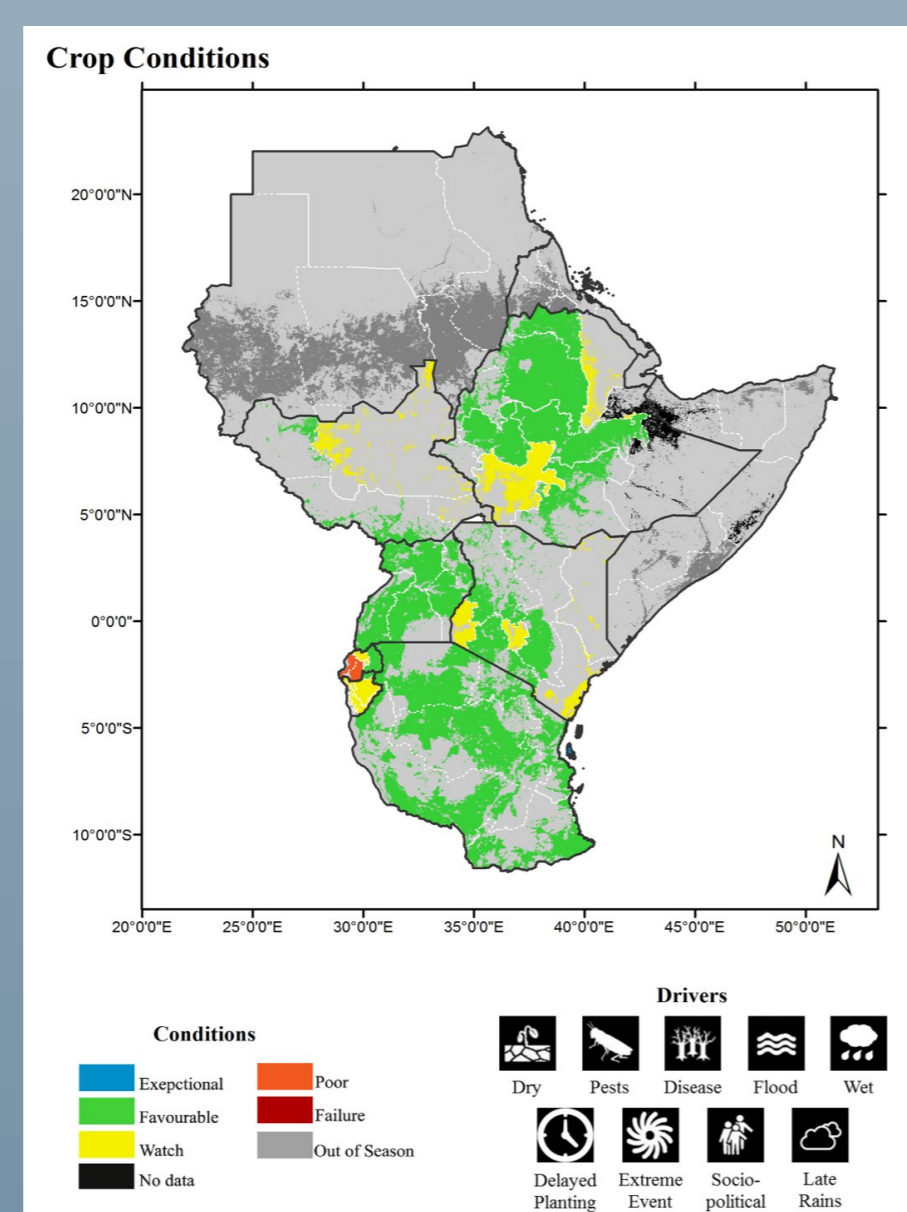 Crop Conditions
20°0'0"N
15°0'0"N
10°0'0"N
5°0'0"N
0°0'0"
5°0'0"S
10°0'0"S
N
20°0'0"E 25°0'0"E 30°0'0"E 35°0'0"E 40°0'0"E 45°0'0"E 50°0'0"E
Conditions
Exepctional
Favourable
Watch
No data
Poor
Failure
Out of Season
Drivers
Dry Pests Disease Flood Wet
Delayed Extreme Socio- Late
Planting Event political Rains